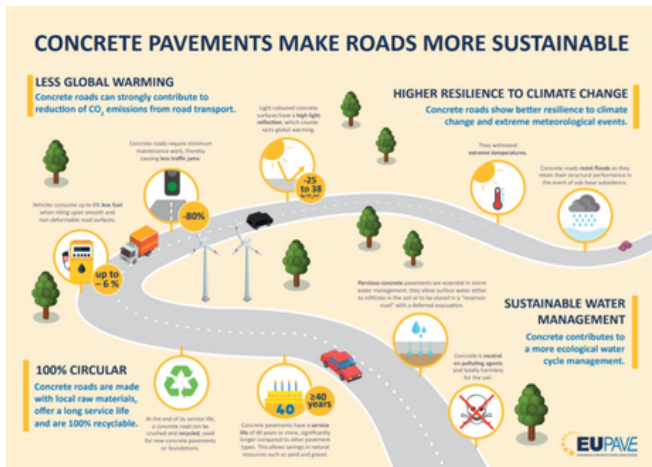 CONCRETE PAVEMENTS MAKE ROADS MORE SUSTAINABLE
LESS GLOBAL WARMING
Concrete roads can strongly contribute to
reduction of CO₂ emissions from road transport.
HIGHER RESILIENCE TO CLIMATE CHANGE
Concrete roads show better resilience to climate
change and extreme meteorological events.
Light coloured concrete
surfaces have a high light
reflection, which counter-
acts global warming.
-25
to 38
Concrete roads require minimum
maintenance work, thereby
causing less traffic jams.
-80%
Vehicles consume up to 6% less fuel
when riding upon smooth and
non-deformable road surfaces.
up to
– 6 %
They withstand
extreme temperatures.
Concrete roads resist floods as they
retain their structural performance in
the event of sub-base subsidence.
Pervious concrete pavements are essential in storm
water management: they allow surface water either
to infiltrate in the soil or to be stored in a "reservoir
road" with a deferred evacuation.
SUSTAINABLE WATER
MANAGEMENT
Concrete contributes to
a more ecological water
cycle management.
Concrete is neutral
on polluting agents
and totally harmless
for the soil.
100% CIRCULAR
Concrete roads are made
with local raw materials,
offer a long service life
and are 100% recyclable.
At the end of its service life,
a concrete road can be
crushed and recycled, used
for new concrete pavements
or foundations.
40
≥40
years
Concrete pavements have a service
life of 40 years or more, significantly
longer compared to other pavement
types. This allows savings in natural
resources such as sand and gravel.
EUPAVE